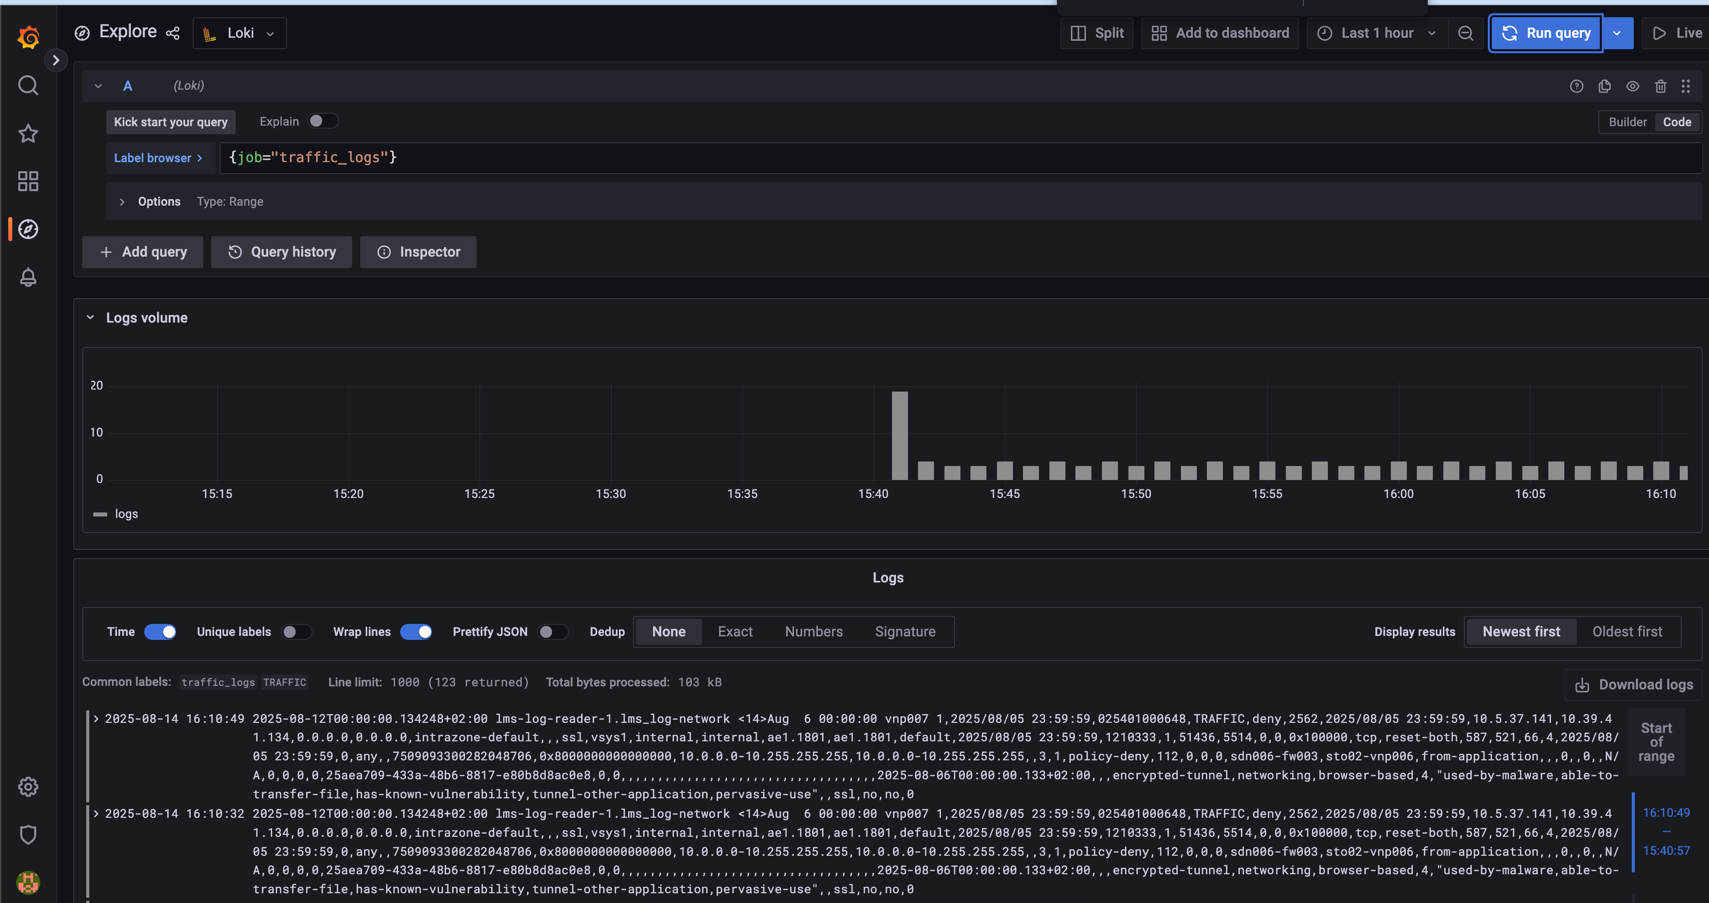 Explore
Loki
Split
Add to dashboard
Last 1 hour
Run query
Live
A
(Loki)
Kick start your query
Explain
Builder
Code
Label browser >
{job="traffic_logs"}
Options
Type: Range
+ Add query
Query history
Inspector
Logs volume
20
10
0
15:15
15:20
15:25
15:30
15:35
15:40
15:45
15:50
15:55
16:00
16:05
16:10
logs
Logs
Time
Unique labels
Wrap lines
Prettify JSON
Dedup
None
Exact
Numbers
Signature
Display results
Newest first
Oldest first
Common labels: traffic_logs TRAFFIC
Line limit: 1000 (123 returned)
Total bytes processed: 103 kB
Download logs
2025-08-14 16:10:49 2025-08-12T00:00:00.134248+02:00 lms-log-reader-1.lms_log-network <14>Aug  6 00:00:00 vnp007 1,2025/08/05 23:59:59,025401000648,TRAFFIC,deny,2562,2025/08/05 23:59:59,10.5.37.141,10.39.4
1.134,0.0.0.0,0.0.0.0,intrazone-default,,,ssl,vsys1,internal,internal,ae1.1801,ae1.1801,default,2025/08/05 23:59:59,1210333,1,51436,5514,0,0,0x100000,tcp,reset-both,587,521,66,4,2025/08/
05 23:59:59,0,any,,7509093300282048706,0x8000000000000000,10.0.0.0-10.255.255.255,10.0.0.0-10.255.255.255,,3,1,policy-deny,112,0,0,0,sdn006-fw003,sto02-vnp006,from-application,,,0,,0,,N/
A,0,0,0,0,25aea709-433a-48b6-8817-e80b8d8ac0e8,0,0,,,,,,,,,,,,,,,,,,,,,,,,,,,,,,,,,,,2025-08-06T00:00:00.133+02:00,,,encrypted-tunnel,networking,browser-based,4,"used-by-malware,able-to-
transfer-file,has-known-vulnerability,tunnel-other-application,pervasive-use",,ssl,no,no,0
2025-08-14 16:10:32 2025-08-12T00:00:00.134248+02:00 lms-log-reader-1.lms_log-network <14>Aug  6 00:00:00 vnp007 1,2025/08/05 23:59:59,025401000648,TRAFFIC,deny,2562,2025/08/05 23:59:59,10.5.37.141,10.39.4
1.134,0.0.0.0,0.0.0.0,intrazone-default,,,ssl,vsys1,internal,internal,ae1.1801,ae1.1801,default,2025/08/05 23:59:59,1210333,1,51436,5514,0,0,0x100000,tcp,reset-both,587,521,66,4,2025/08/
05 23:59:59,0,any,,7509093300282048706,0x8000000000000000,10.0.0.0-10.255.255.255,10.0.0.0-10.255.255.255,,3,1,policy-deny,112,0,0,0,sdn006-fw003,sto02-vnp006,from-application,,,0,,0,,N/
A,0,0,0,0,25aea709-433a-48b6-8817-e80b8d8ac0e8,0,0,,,,,,,,,,,,,,,,,,,,,,,,,,,,,,,,,,,2025-08-06T00:00:00.133+02:00,,,encrypted-tunnel,networking,browser-based,4,"used-by-malware,able-to-
transfer-file,has-known-vulnerability,tunnel-other-application,pervasive-use",,ssl,no,no,0
Start
of
range
16:10:49
—
15:40:57